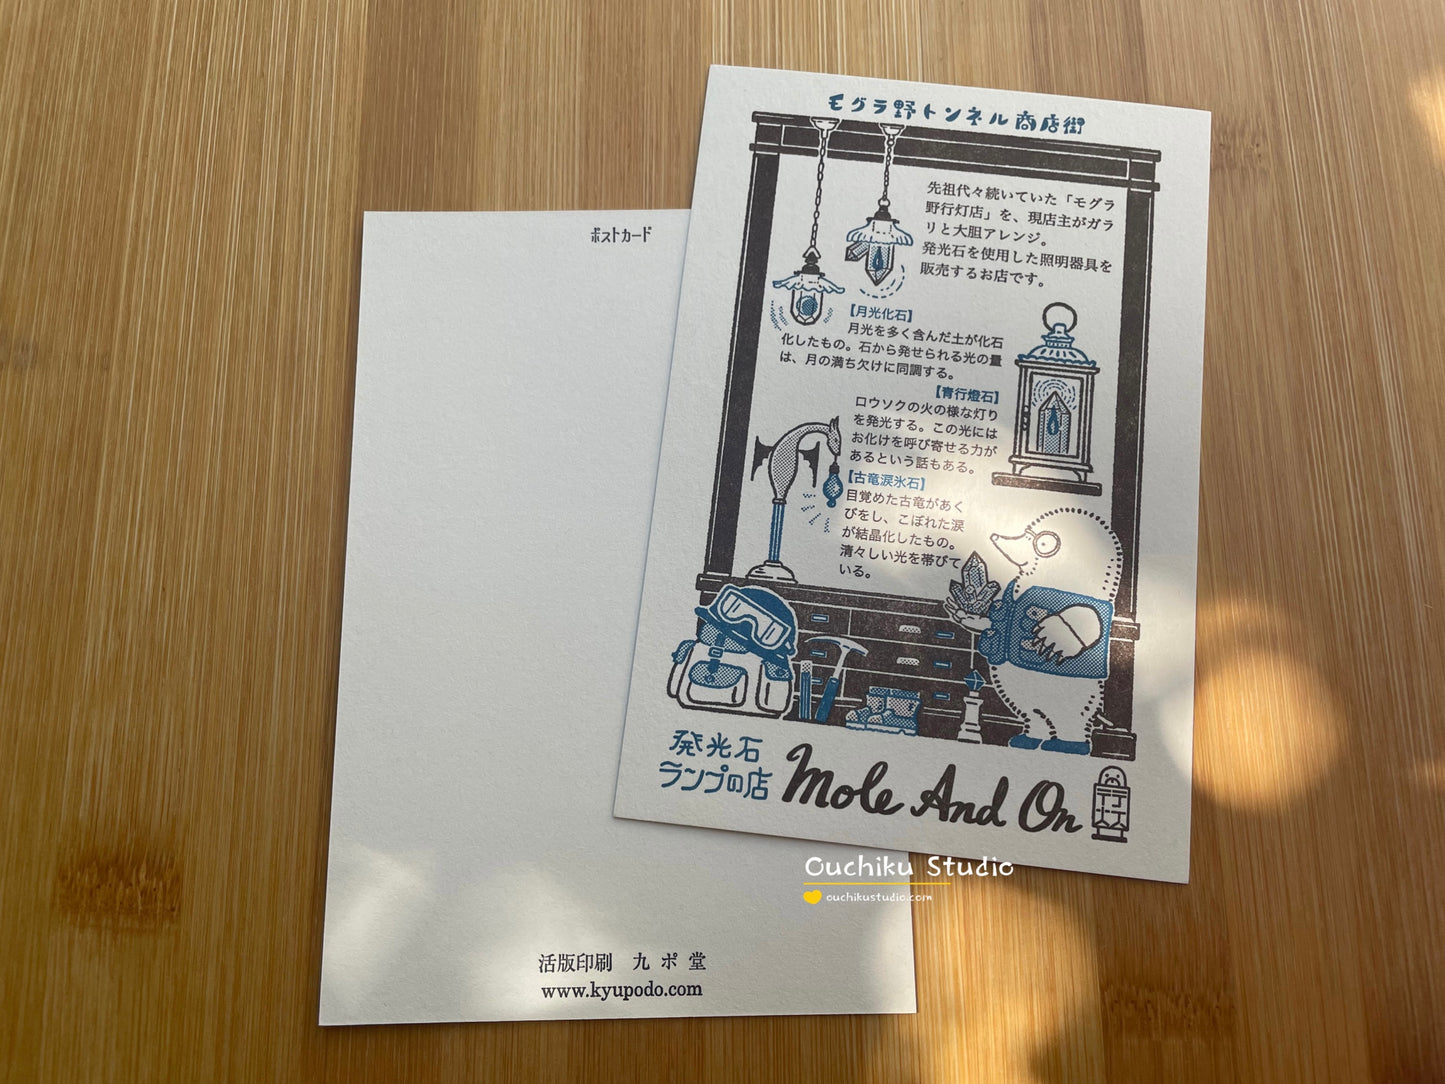 モグラ野トンネル商店街
先祖代々続いていた「モグラ
野行灯店」を、現店主がガラ
リと大胆アレンジ。
発光石を使用した照明器具を
販売するお店です。
【月光化石】
月光を多く含んだ土が化石
化したもの。石から発せられる光の量
は、月の満ち欠けに同調する。
【青行燈石】
ロウソクの火の様な灯り
を発光する。この光には
お化けを呼び寄せる力が
あるという話もある。
【古竜涙氷石】
目覚めた古竜があく
びをし、こぼれた涙
が結晶化したもの。
清々しい光を帯びて
いる。
発光石
ランプの店
Mole And On
ポストカード
活版印刷 九ポ堂
www.kyupodo.com
Ouchiku Studio
ouchikustudio.com